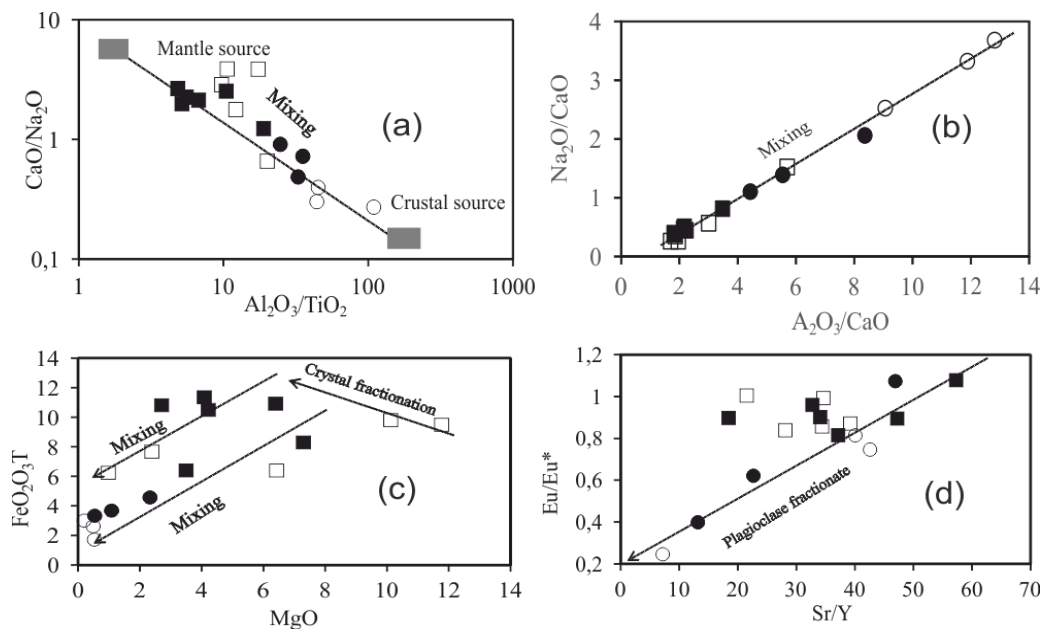 10
1
0,1
1
10
100
1000
CaO/Na₂O
Al₂O₃/TiO₂
Mantle source
Mixing
Crustal source
(a)
4
3
2
1
0
0
2
4
6
8
10
12
14
Na₂O/CaO
A₂O₃/CaO
Mixing
(b)
14
12
10
8
6
4
2
0
0
2
4
6
8
10
12
14
FeO₂O₃T
MgO
Mixing
Mixing
Crystal fractionation
(c)
1,2
1
0,8
0,6
0,4
0,2
0
10
20
30
40
50
60
70
Eu/Eu*
Sr/Y
Plagioclase fractionate
(d)